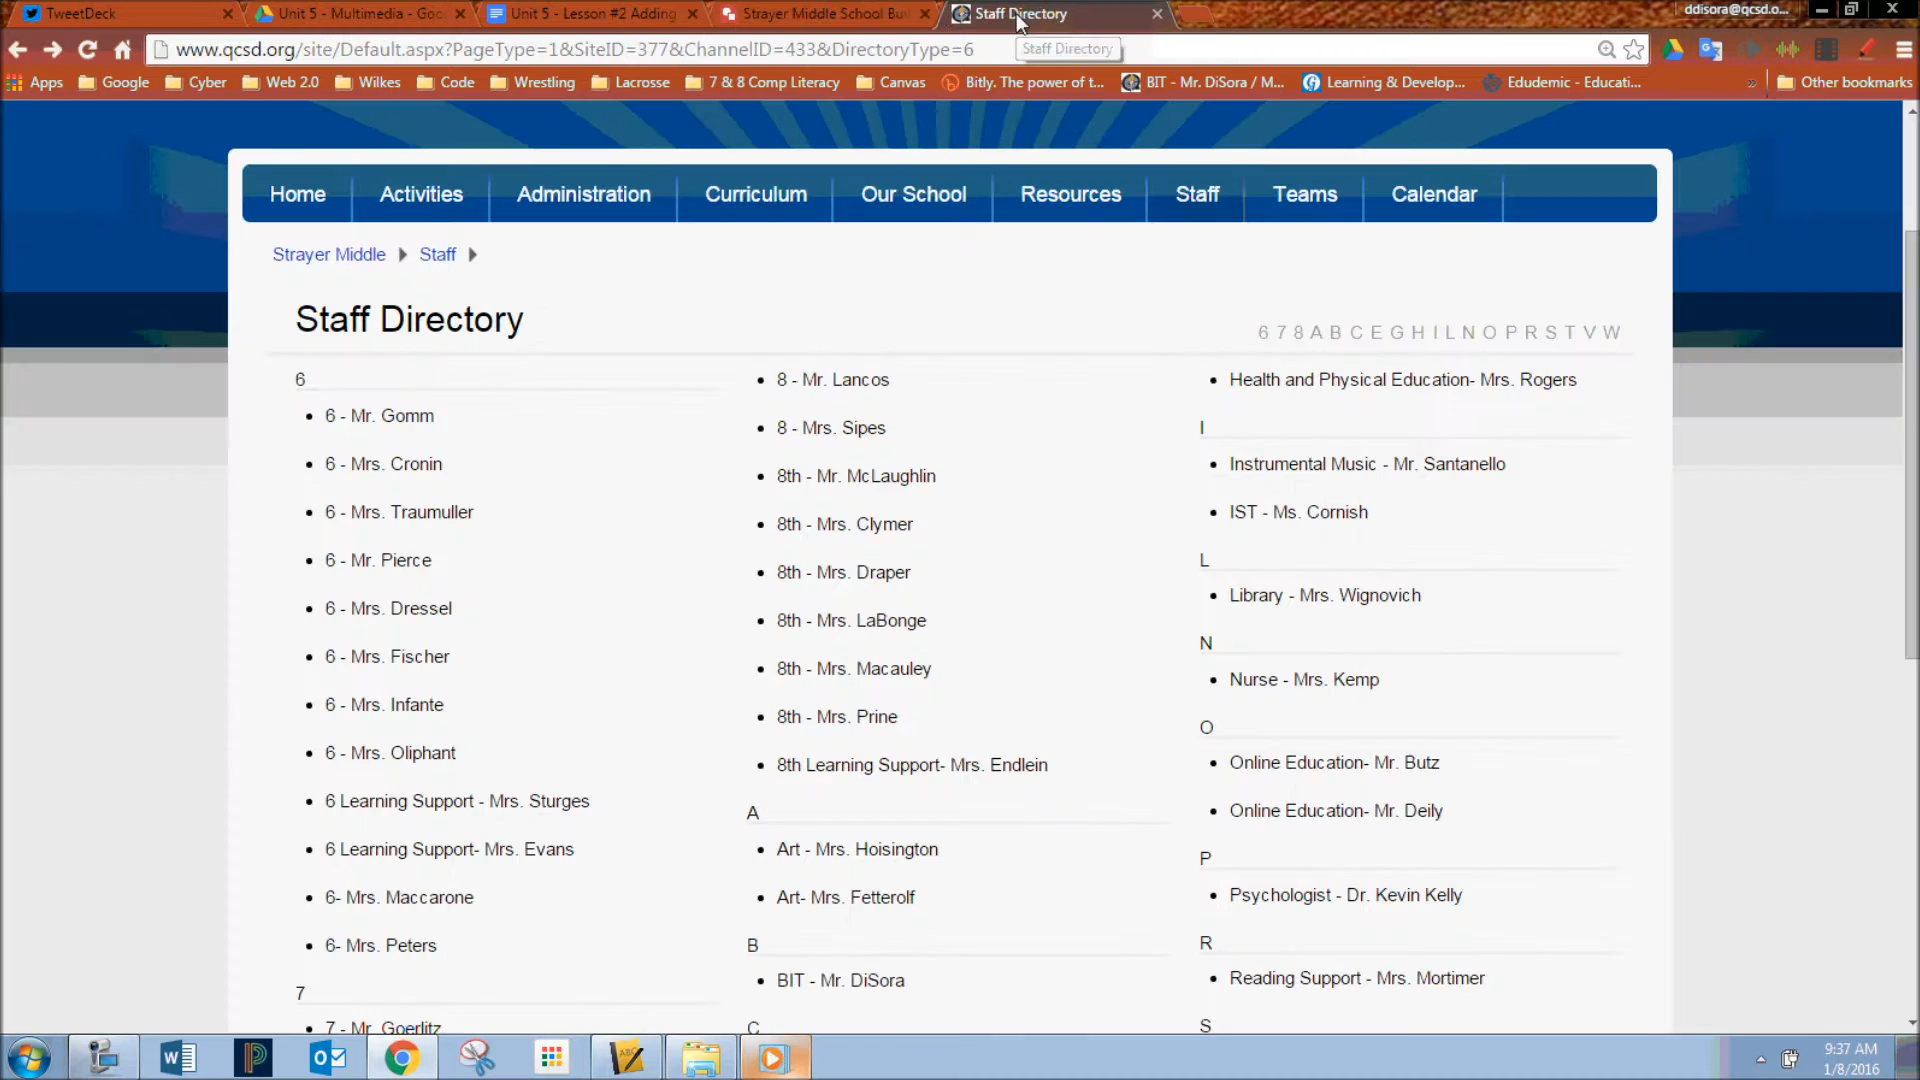 TweetDeck
Unit 5 - Multimedia - Goo
Unit 5 - Lesson #2 Adding
Strayer Middle School Bu
Staff Directory
ddisora@qcsd.o...
www.qcsd.org/site/Default.aspx?PageType=1&SiteID=377&ChannelID=433&DirectoryType=6
Staff Directory
Apps Google Cyber Web 2.0 Wilkes Code Wrestling Lacrosse 7 & 8 Comp Literacy Canvas Bitly. The power of t... BIT - Mr. DiSora / M... Learning & Develop... Edudemic - Educati... » Other bookmarks
Home Activities Administration Curriculum Our School Resources Staff Teams Calendar
Strayer Middle Staff
Staff Directory
6 7 8 A B C E G H I L N O P R S T V W
6
6 - Mr. Gomm
6 - Mrs. Cronin
6 - Mrs. Traumuller
6 - Mr. Pierce
6 - Mrs. Dressel
6 - Mrs. Fischer
6 - Mrs. Infante
6 - Mrs. Oliphant
6 Learning Support - Mrs. Sturges
6 Learning Support- Mrs. Evans
6- Mrs. Maccarone
6- Mrs. Peters
7
7 - Mr. Goerlitz
8 - Mr. Lancos
8 - Mrs. Sipes
8th - Mr. McLaughlin
8th - Mrs. Clymer
8th - Mrs. Draper
8th - Mrs. LaBonge
8th - Mrs. Macauley
8th - Mrs. Prine
8th Learning Support- Mrs. Endlein
A
Art - Mrs. Hoisington
Art- Mrs. Fetterolf
B
BIT - Mr. DiSora
C
Health and Physical Education- Mrs. Rogers
I
Instrumental Music - Mr. Santanello
IST - Ms. Cornish
L
Library - Mrs. Wignovich
N
Nurse - Mrs. Kemp
O
Online Education- Mr. Butz
Online Education- Mr. Deily
P
Psychologist - Dr. Kevin Kelly
R
Reading Support - Mrs. Mortimer
S
9:37 AM
1/8/2016